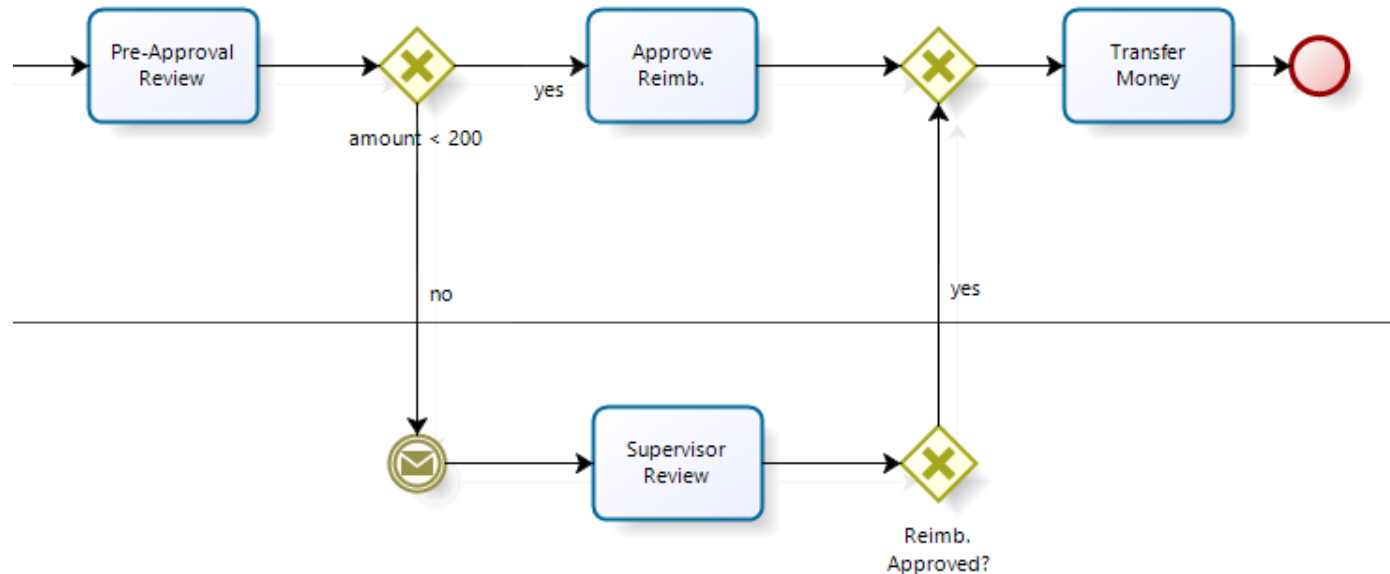 Pre-Approval
Review
yes
Approve
Reimb.
Transfer
Money
amount < 200
no
yes
Supervisor
Review
Reimb.
Approved?